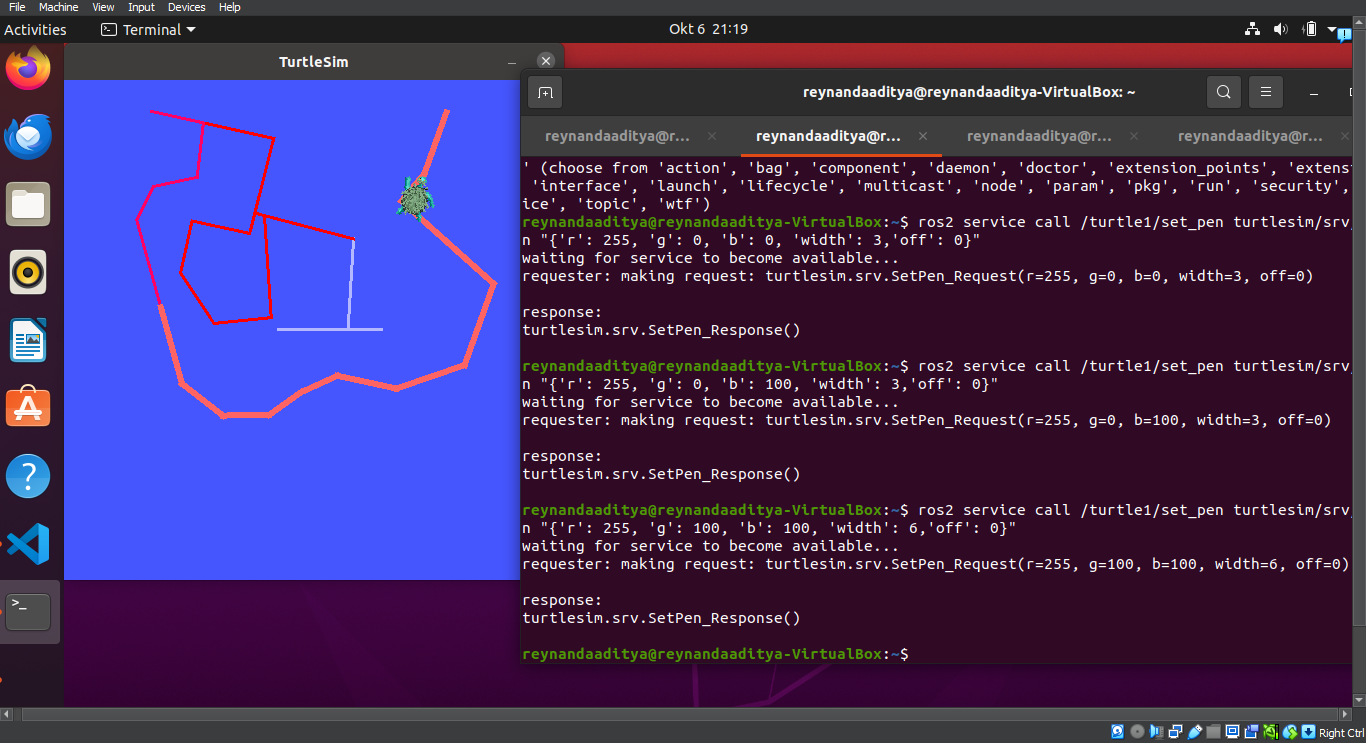 File Machine View Input Devices Help
Activities Terminal Okt 6 21:19
TurtleSim
reynandaaditya@reynandaaditya-VirtualBox: ~
reynandaaditya@r... reynandaaditya@r... reynandaaditya@r... reynandaaditya@r...
' (choose from 'action', 'bag', 'component', 'daemon', 'doctor', 'extension_points', 'extens
'interface', 'launch', 'lifecycle', 'multicast', 'node', 'param', 'pkg', 'run', 'security',
ice', 'topic', 'wtf')
reynandaaditya@reynandaaditya-VirtualBox:~$ ros2 service call /turtle1/set_pen turtlesim/srv/
n "{'r': 255, 'g': 0, 'b': 0, 'width': 3,'off': 0}"
waiting for service to become available...
requester: making request: turtlesim.srv.SetPen_Request(r=255, g=0, b=0, width=3, off=0)
response:
turtlesim.srv.SetPen_Response()
reynandaaditya@reynandaaditya-VirtualBox:~$ ros2 service call /turtle1/set_pen turtlesim/srv/
n "{'r': 255, 'g': 0, 'b': 100, 'width': 3,'off': 0}"
waiting for service to become available...
requester: making request: turtlesim.srv.SetPen_Request(r=255, g=0, b=100, width=3, off=0)
response:
turtlesim.srv.SetPen_Response()
reynandaaditya@reynandaaditya-VirtualBox:~$ ros2 service call /turtle1/set_pen turtlesim/srv/
n "{'r': 255, 'g': 100, 'b': 100, 'width': 6,'off': 0}"
waiting for service to become available...
requester: making request: turtlesim.srv.SetPen_Request(r=255, g=100, b=100, width=6, off=0)
response:
turtlesim.srv.SetPen_Response()
reynandaaditya@reynandaaditya-VirtualBox:~$
Right Ctrl